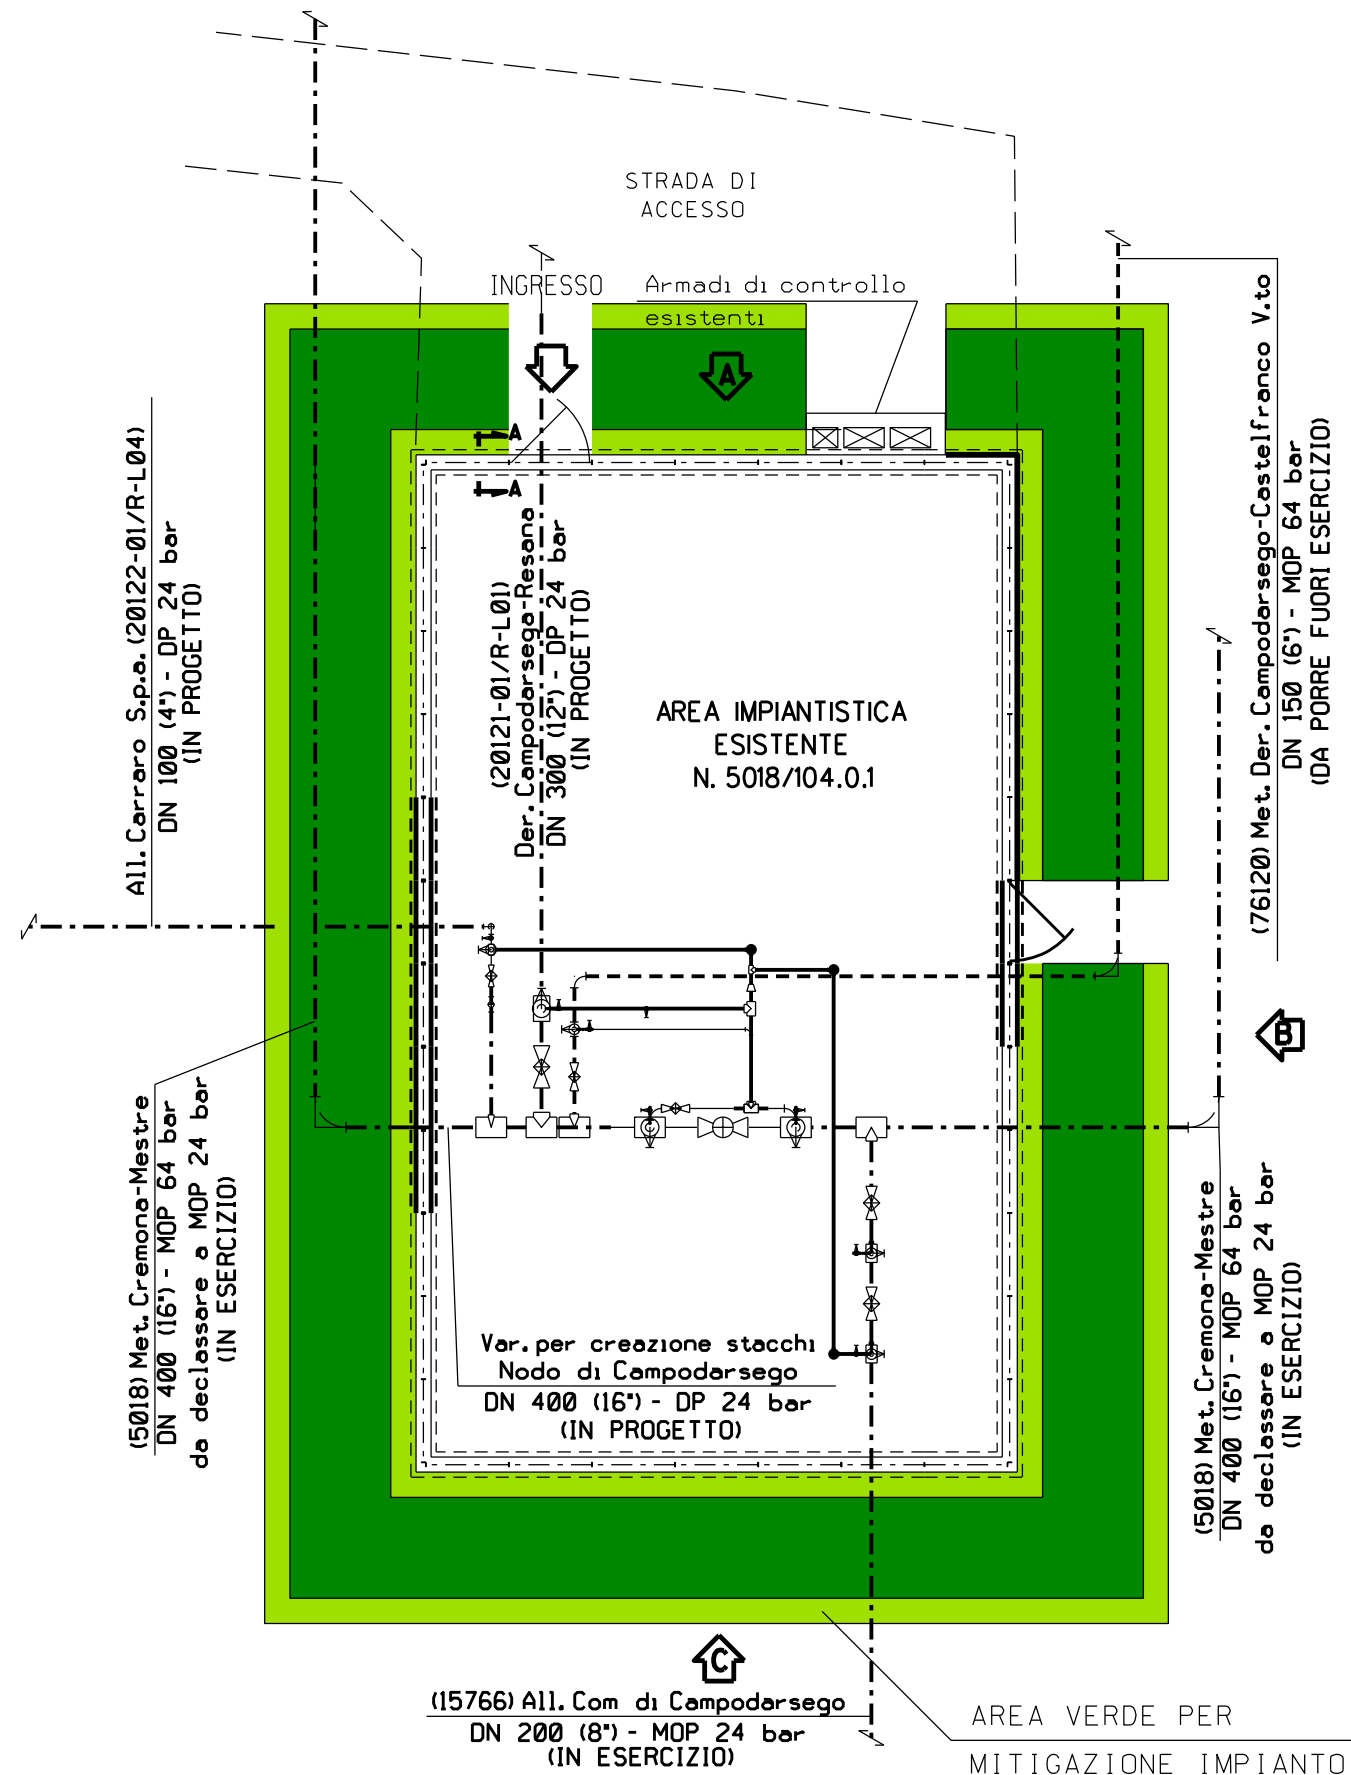 STRADA DI
ACCESSO
INGRESSO
Armadi di controllo
esistenti
A
A
A
All. Carraro S.p.a. (20122-01/R-L04)
DN 100 (4") - DP 24 bar
(IN PROGETTO)
(20121-01/R-L01)
Der. Campodarsega-Resana
DN 300 (12") - DP 24 bar
(IN PROGETTO)
AREA IMPIANTISTICA
ESISTENTE
N. 5018/104.0.1
(76120) Met. Der. Campodarsego-Castelfranco V.to
DN 150 (6") - MOP 64 bar
(DA PORRE FUORI ESERCIZIO)
B
(5018) Met. Cremona-Mestre
DN 400 (16") - MOP 64 bar
da declassare a MOP 24 bar
(IN ESERCIZIO)
Var. per creazione stacchi
Nodo di Campodarsego
DN 400 (16") - DP 24 bar
(IN PROGETTO)
(5018) Met. Cremona-Mestre
DN 400 (16") - MOP 64 bar
da declassare a MOP 24 bar
(IN ESERCIZIO)
C
(15766) All. Com di Campodarsego
DN 200 (8") - MOP 24 bar
(IN ESERCIZIO)
AREA VERDE PER
MITIGAZIONE IMPIANTO